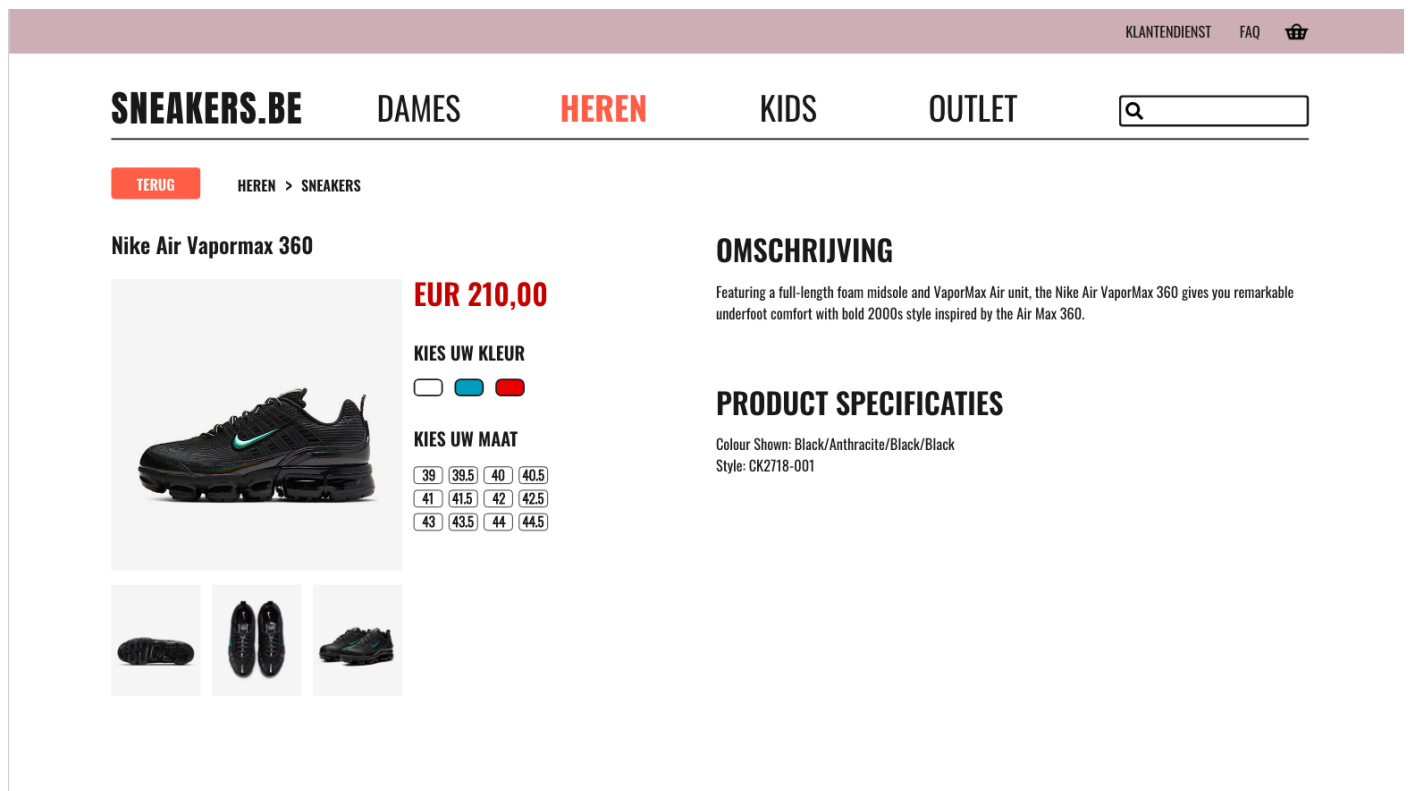 KLANTENDIENST FAQ
SNEAKERS.BE DAMES HEREN KIDS OUTLET
TERUG HEREN > SNEAKERS
Nike Air Vapormax 360
EUR 210,00
KIES UW KLEUR
KIES UW MAAT
39 39.5 40 40.5
41 41.5 42 42.5
43 43.5 44 44.5
OMSCHRIJVING
Featuring a full-length foam midsole and VaporMax Air unit, the Nike Air VaporMax 360 gives you remarkable
underfoot comfort with bold 2000s style inspired by the Air Max 360.
PRODUCT SPECIFICATIES
Colour Shown: Black/Anthracite/Black/Black
Style: CK2718-001